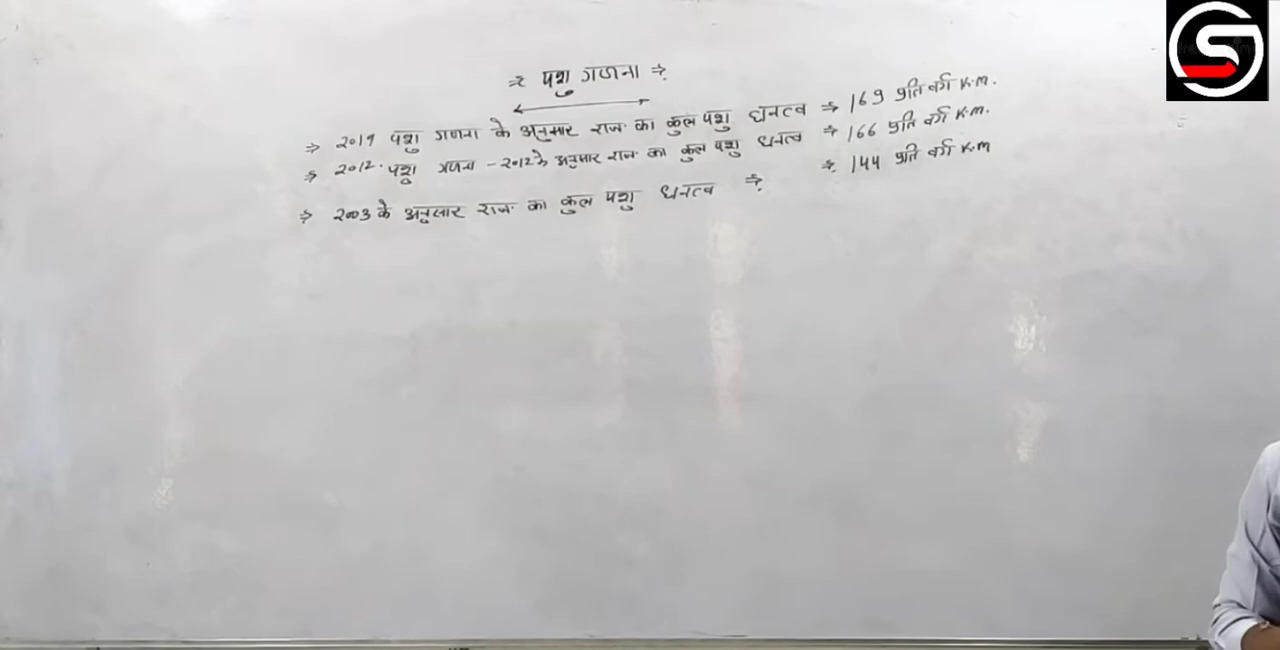 ⇒ पशु गणना ⇒
⇒ 2019 पशु गणना के अनुसार राज. का कुल पशु घनत्व ⇒ 169 प्रति वर्ग K.m.
⇒ 2012. पशु गणना - 2012 के अनुसार राज का कुल पशु घनत्व ⇒ 166 प्रति वर्ग K.m.
⇒ 2003 के अनुसार राज. का कुल पशु घनत्व ⇒ ⇒ 144 प्रति वर्ग K.m